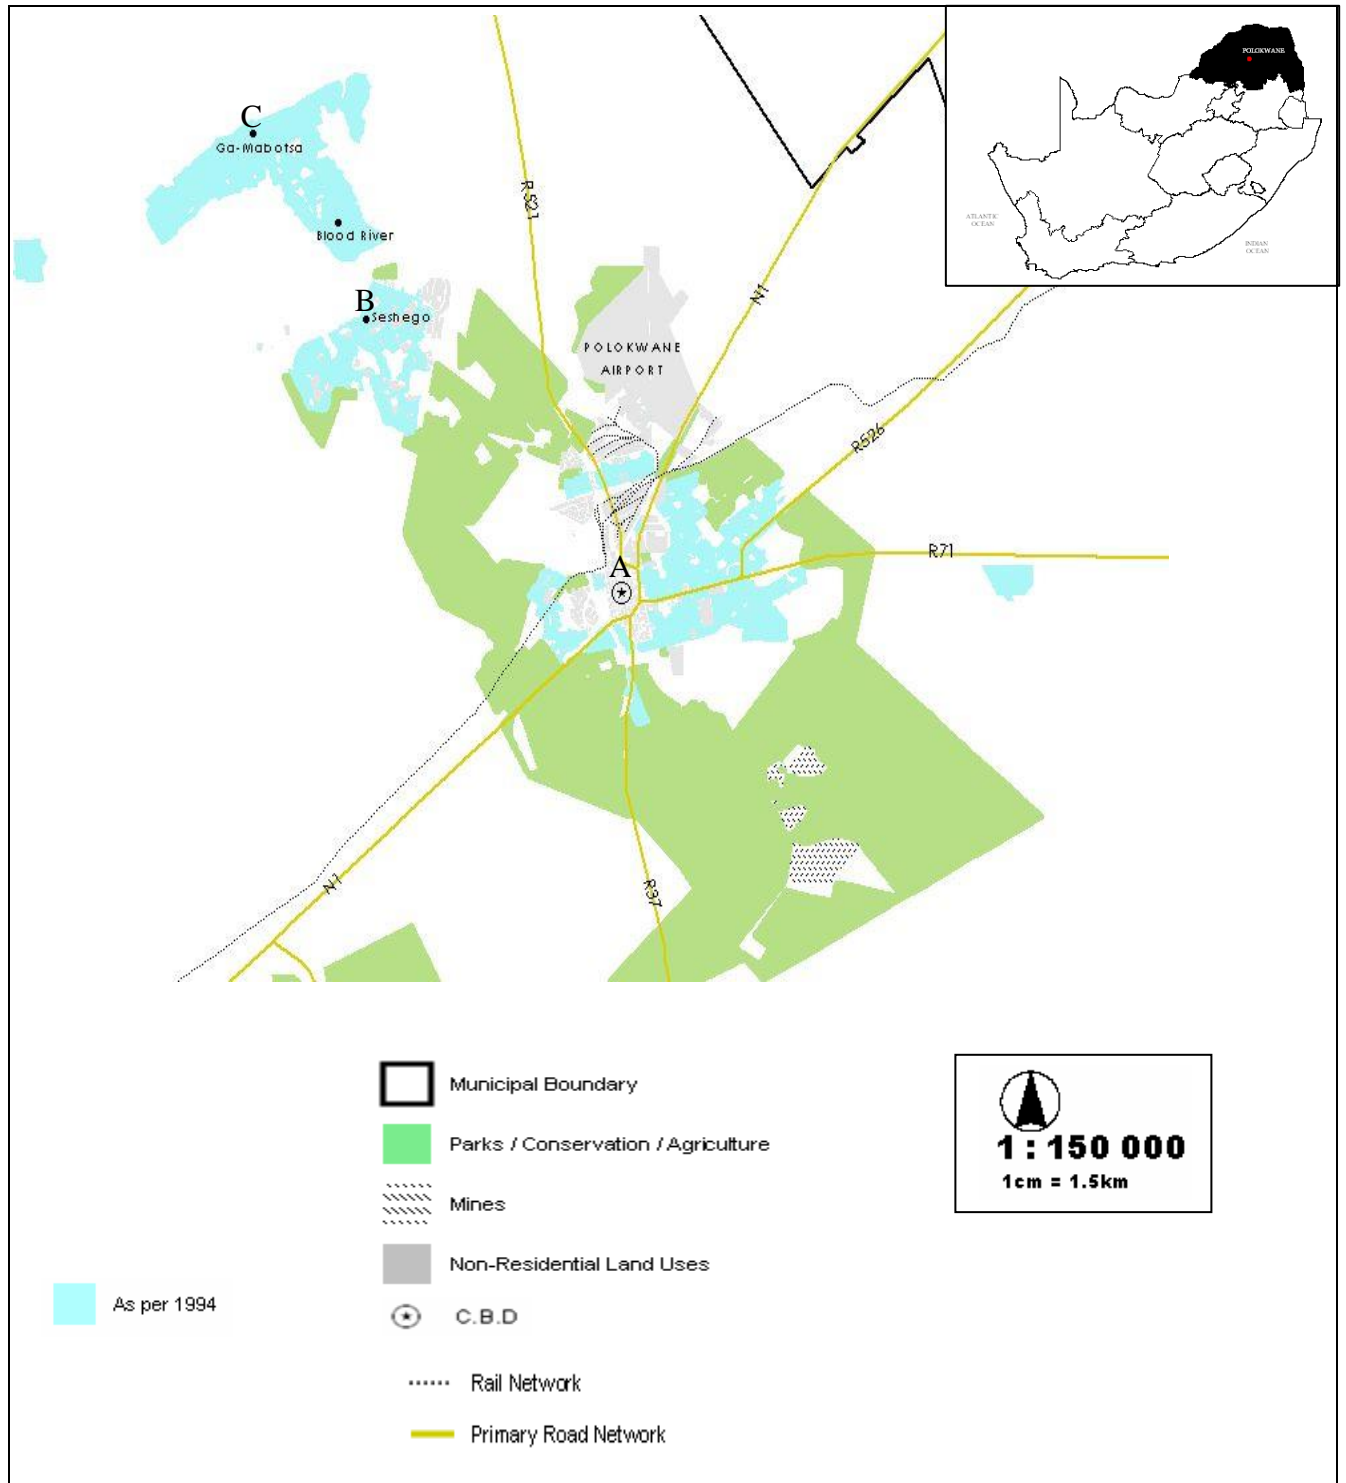 POLOKWANE
ATLANTIC
OCEAN
INDIAN
OCEAN
C
Ga-Mabotsa
R521
Blood River
B
Seshego
N1
POLOKWANE
AIRPORT
R526
R71
A
N1
R37
Municipal Boundary
Parks / Conservation / Agriculture
Mines
Non-Residential Land Uses
C.B.D
Rail Network
Primary Road Network
As per 1994
1 : 150 000
1cm = 1.5km